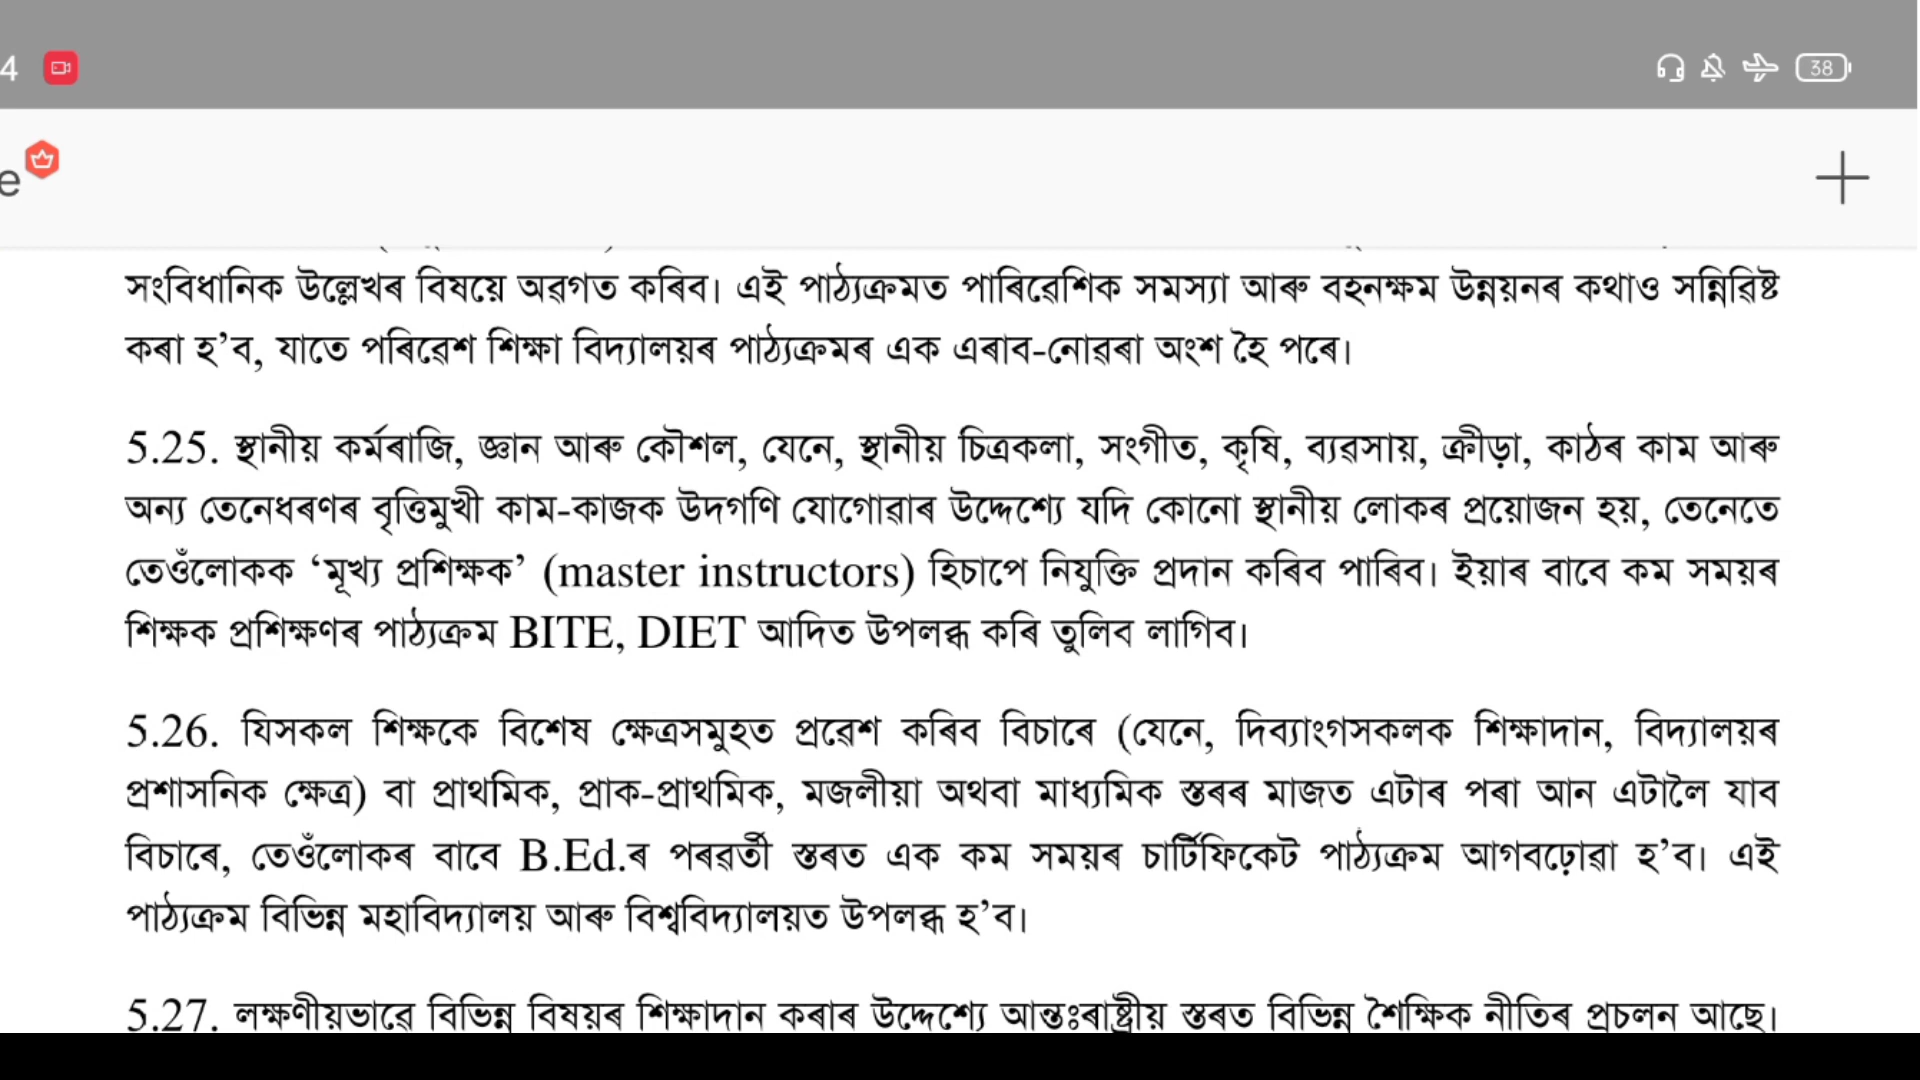 4
38
e
সংবিধানিক উল্লেখৰ বিষয়ে অৱগত কৰিব। এই পাঠ্যক্ৰমত পাৰিৱেশিক সমস্যা আৰু বহনক্ষম উন্নয়নৰ কথাও সন্নিৱিষ্ট
কৰা হ’ব, যাতে পৰিৱেশ শিক্ষা বিদ্যালয়ৰ পাঠ্যক্ৰমৰ এক এৰাব-নোৱৰা অংশ হৈ পৰে।
5.25. স্থানীয় কৰ্মৰাজি, জ্ঞান আৰু কৌশল, যেনে, স্থানীয় চিত্ৰকলা, সংগীত, কৃষি, ব্যৱসায়, ক্ৰীড়া, কাঠৰ কাম আৰু
অন্য তেনেধৰণৰ বৃত্তিমুখী কাম-কাজক উদগণি যোগোৱাৰ উদ্দেশ্যে যদি কোনো স্থানীয় লোকৰ প্ৰয়োজন হয়, তেনেতে
তেওঁলোকক ‘মূখ্য প্ৰশিক্ষক’ (master instructors) হিচাপে নিযুক্তি প্ৰদান কৰিব পাৰিব। ইয়াৰ বাবে কম সময়ৰ
শিক্ষক প্ৰশিক্ষণৰ পাঠ্যক্ৰম BITE, DIET আদিত উপলব্ধ কৰি তুলিব লাগিব।
5.26. যিসকল শিক্ষকে বিশেষ ক্ষেত্ৰসমুহত প্ৰৱেশ কৰিব বিচাৰে (যেনে, দিব্যাংগসকলক শিক্ষাদান, বিদ্যালয়ৰ
প্ৰশাসনিক ক্ষেত্ৰ) বা প্ৰাথমিক, প্ৰাক-প্ৰাথমিক, মজলীয়া অথবা মাধ্যমিক স্তৰৰ মাজত এটাৰ পৰা আন এটালৈ যাব
বিচাৰে, তেওঁলোকৰ বাবে B.Ed.ৰ পৰৱৰ্তী স্তৰত এক কম সময়ৰ চাৰ্টিফিকেট পাঠ্যক্ৰম আগবঢ়োৱা হ’ব। এই
পাঠ্যক্ৰম বিভিন্ন মহাবিদ্যালয় আৰু বিশ্ববিদ্যালয়ত উপলব্ধ হ’ব।
5.27. লক্ষণীয়ভাৱে বিভিন্ন বিষয়ৰ শিক্ষাদান কৰাৰ উদ্দেশ্যে আন্তঃৰাষ্ট্ৰীয় স্তৰত বিভিন্ন শৈক্ষিক নীতিৰ প্ৰচলন আছে।